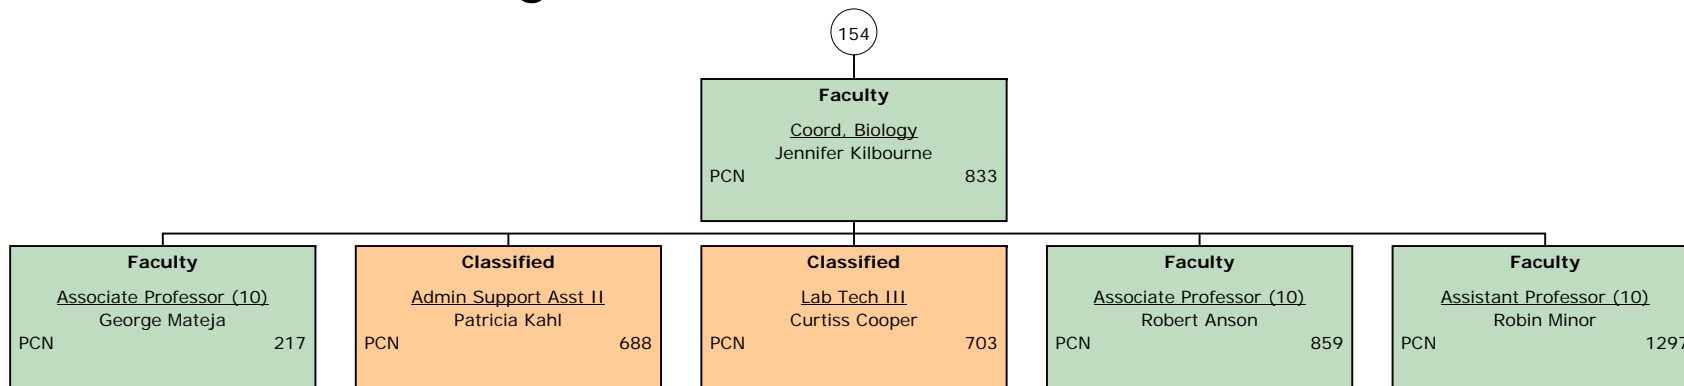 154
Faculty
Coord, Biology
Jennifer Kilbourne
PCN 833
Faculty
Associate Professor (10)
George Mateja
PCN 217
Classified
Admin Support Asst II
Patricia Kahl
PCN 688
Classified
Lab Tech III
Curtiss Cooper
PCN 703
Faculty
Associate Professor (10)
Robert Anson
PCN 859
Faculty
Assistant Professor (10)
Robin Minor
PCN 1297